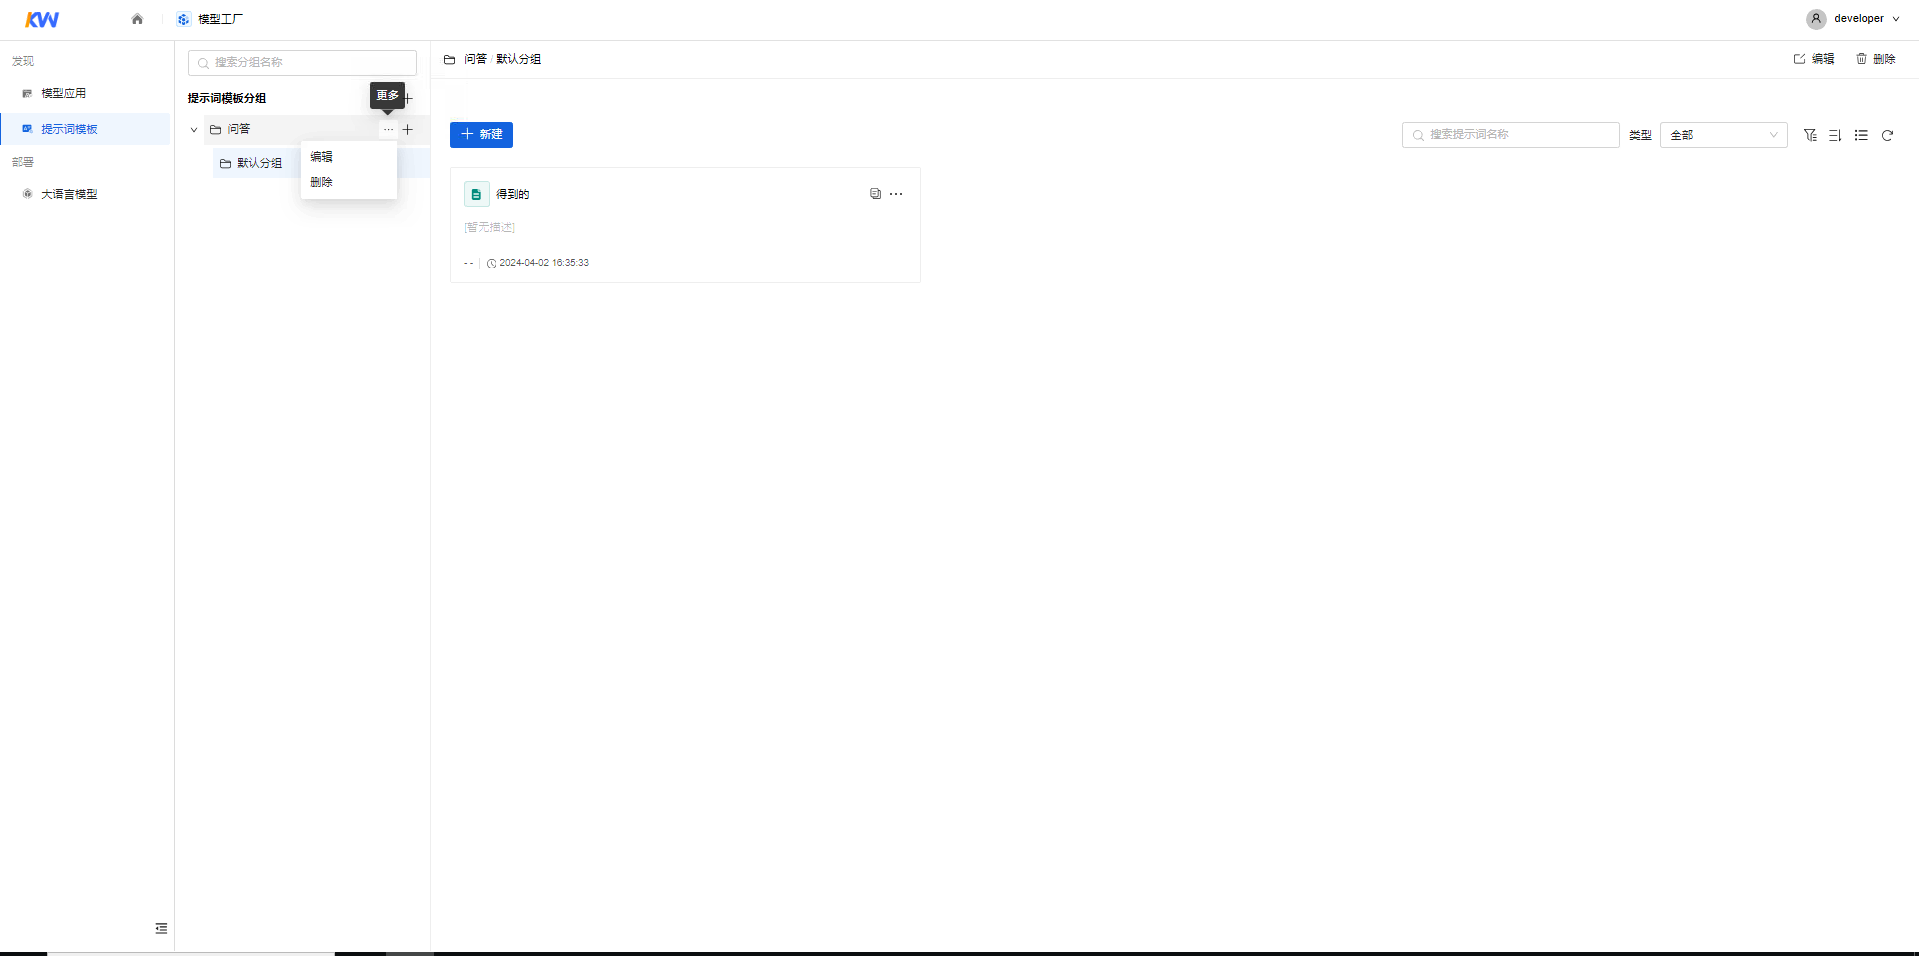 KW
模型工厂
developer
发现
模型应用
提示词模板
部署
大语言模型
搜索分组名称
提示词模板分组
更多
问答
默认分组
编辑
删除
问答 / 默认分组
编辑
删除
新建
搜索提示词名称
类型
全部
得到的
[暂无描述]
- - 2024-04-02 16:35:33